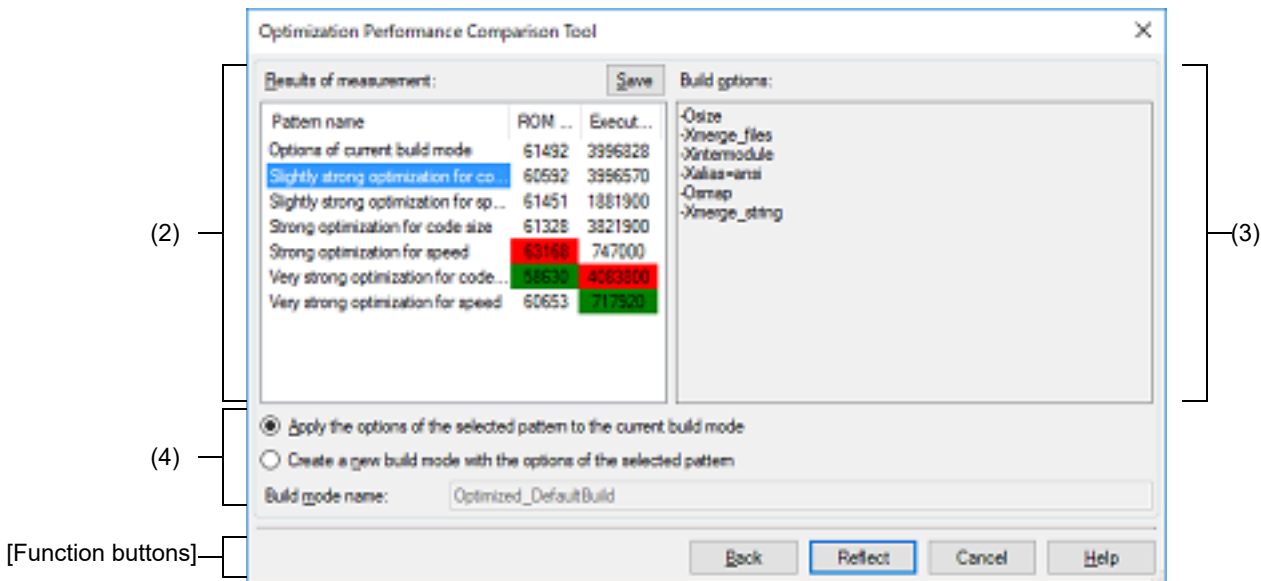 Optimization Performance Comparison Tool
Results of measurement: Save Build options:
Pattern name ROM ... Execut...
Options of current build mode 61492 3996828
Slightly strong optimization for co... 60592 3996570
Slightly strong optimization for sp... 61451 1881900
Strong optimization for code size 61328 3821900
Strong optimization for speed 63168 747000
Very strong optimization for code... 58630 4083800
Very strong optimization for speed 60653 717920
-Osize
-Xmerge_files
-Xintermodule
-Xalias=ansi
-Osmap
-Xmerge_string
(2)
(3)
Apply the options of the selected pattern to the current build mode
(4)
Create a new build mode with the options of the selected pattern
Build mode name: Optimized_DefaultBuild
[Function buttons]
Back Reflect Cancel Help